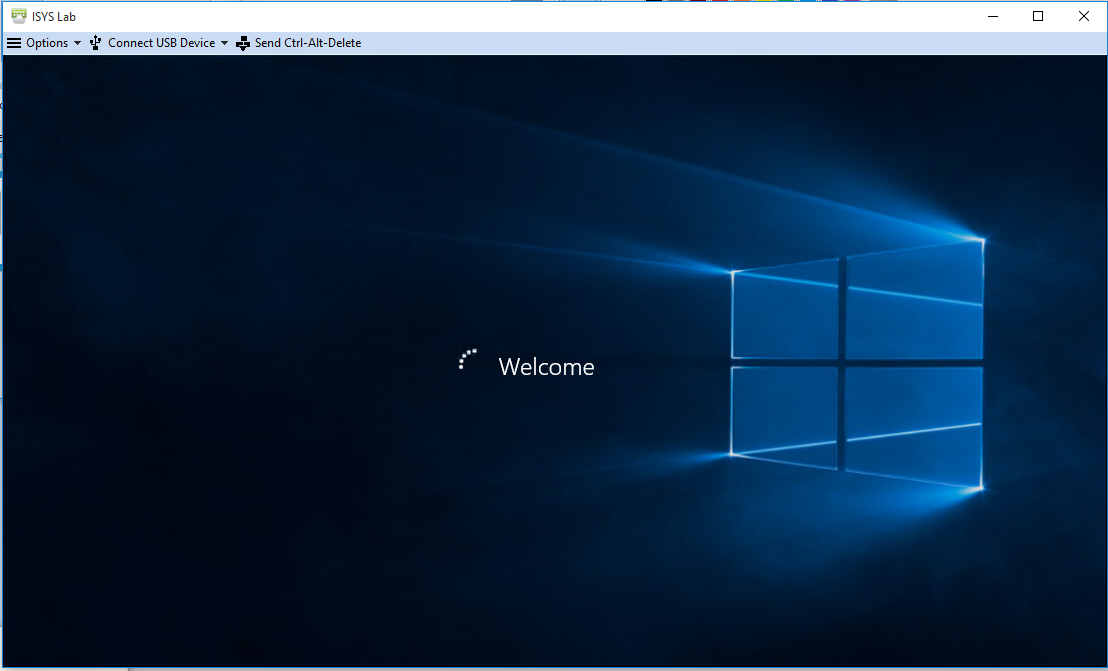 ISYS Lab
Options Connect USB Device Send Ctrl-Alt-Delete
Welcome